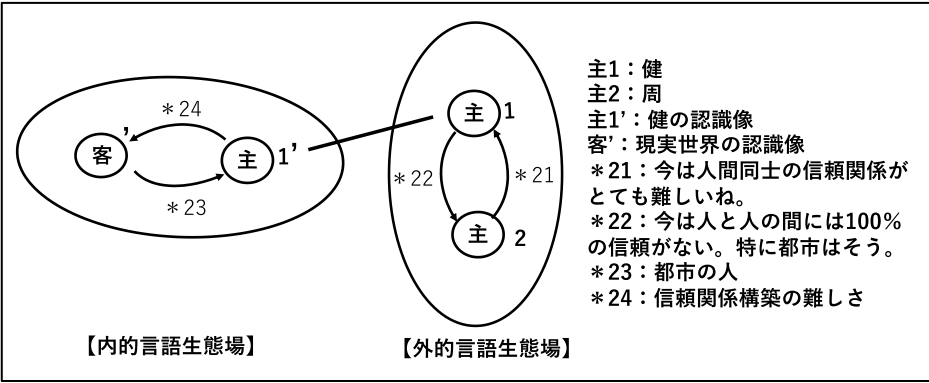 ＊24
客
’
主
1’
＊23
【内的言語生態場】
主
1
＊22
＊21
主
2
【外的言語生態場】
主1：健
主2：周
主1’：健の認識像
客’：現実世界の認識像
＊21：今は人間同士の信頼関係が
とても難しいね。
＊22：今は人と人の間には100%
の信頼がない。特に都市はそう。
＊23：都市の人
＊24：信頼関係構築の難しさ